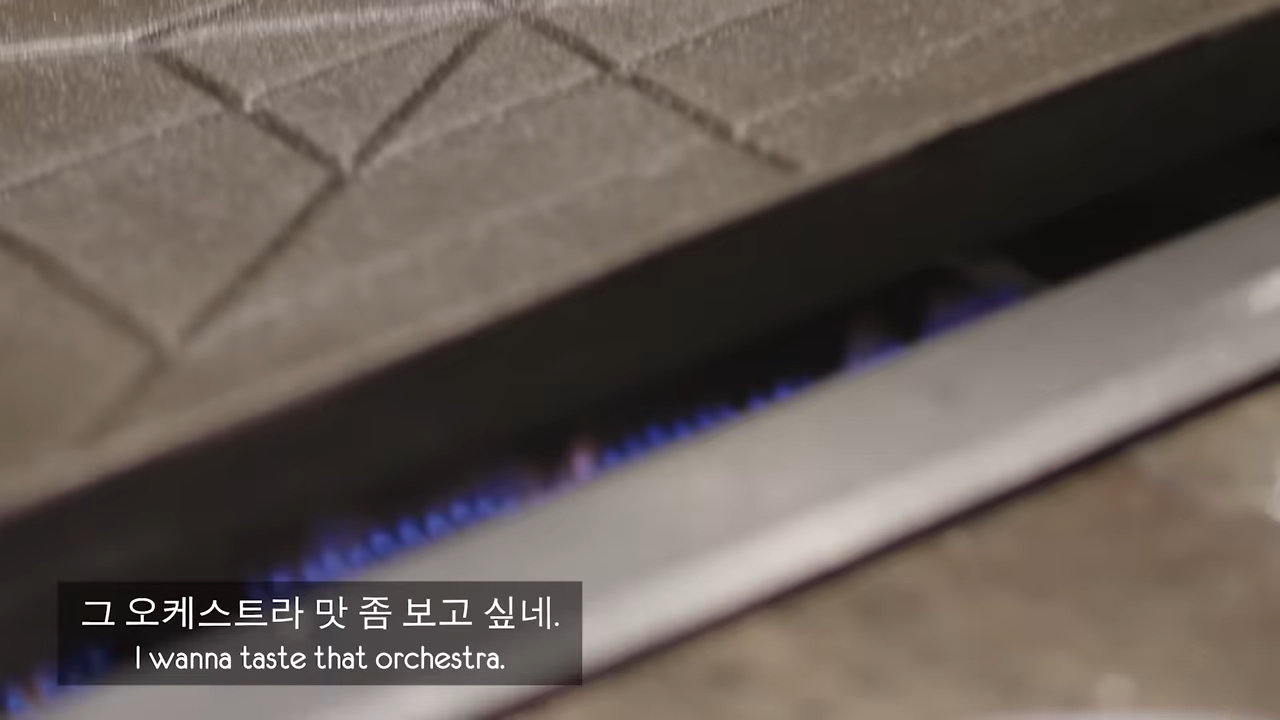 그 오케스트라 맛 좀 보고 싶네.
I wanna taste that orchestra.